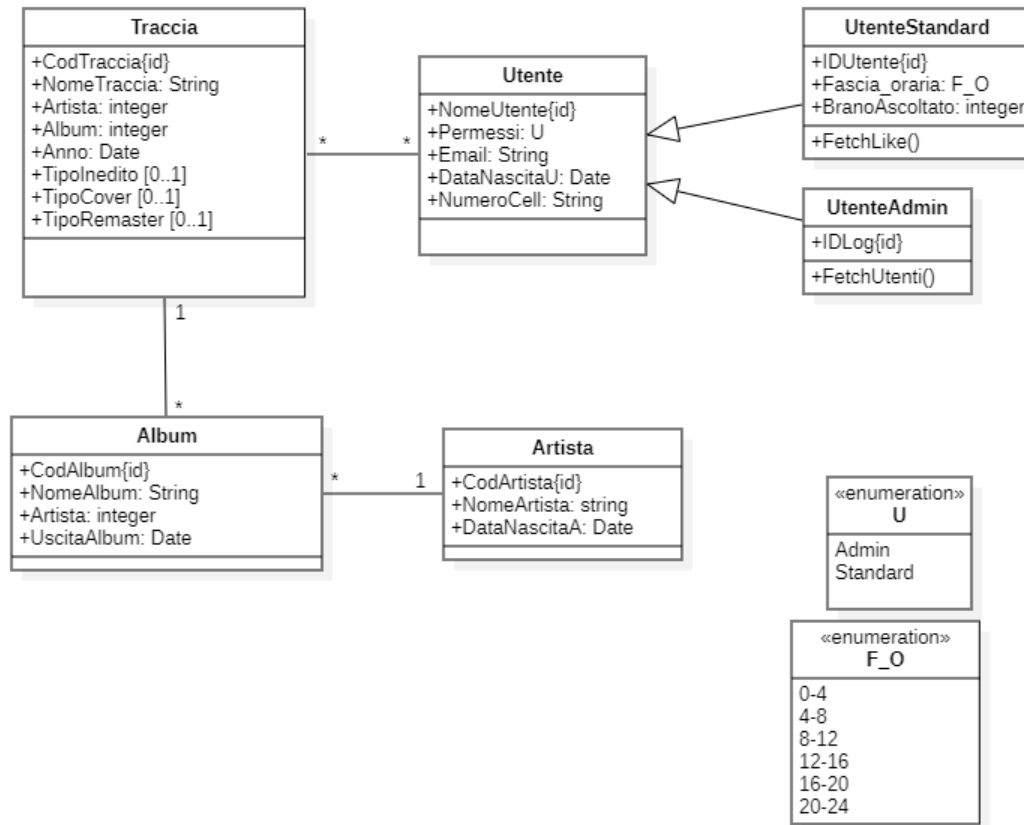 Traccia
+CodTraccia{id}
+NomeTraccia: String
+Artista: integer
+Album: integer
+Anno: Date
+TipoInedito [0..1]
+TipoCover [0..1]
+TipoRemaster [0..1]
*
*
Utente
+NomeUtente{id}
+Permessi: U
+Email: String
+DataNascitaU: Date
+NumeroCell: String
UtenteStandard
+IDUtente{id}
+Fascia_oraria: F_O
+BranoAscoltato: integer
+FetchLike()
UtenteAdmin
+IDLog{id}
+FetchUtenti()
1
*
Album
+CodAlbum{id}
+NomeAlbum: String
+Artista: integer
+UscitaAlbum: Date
*
1
Artista
+CodArtista{id}
+NomeArtista: string
+DataNascitaA: Date
«enumeration»
U
Admin
Standard
«enumeration»
F_O
0-4
4-8
8-12
12-16
16-20
20-24